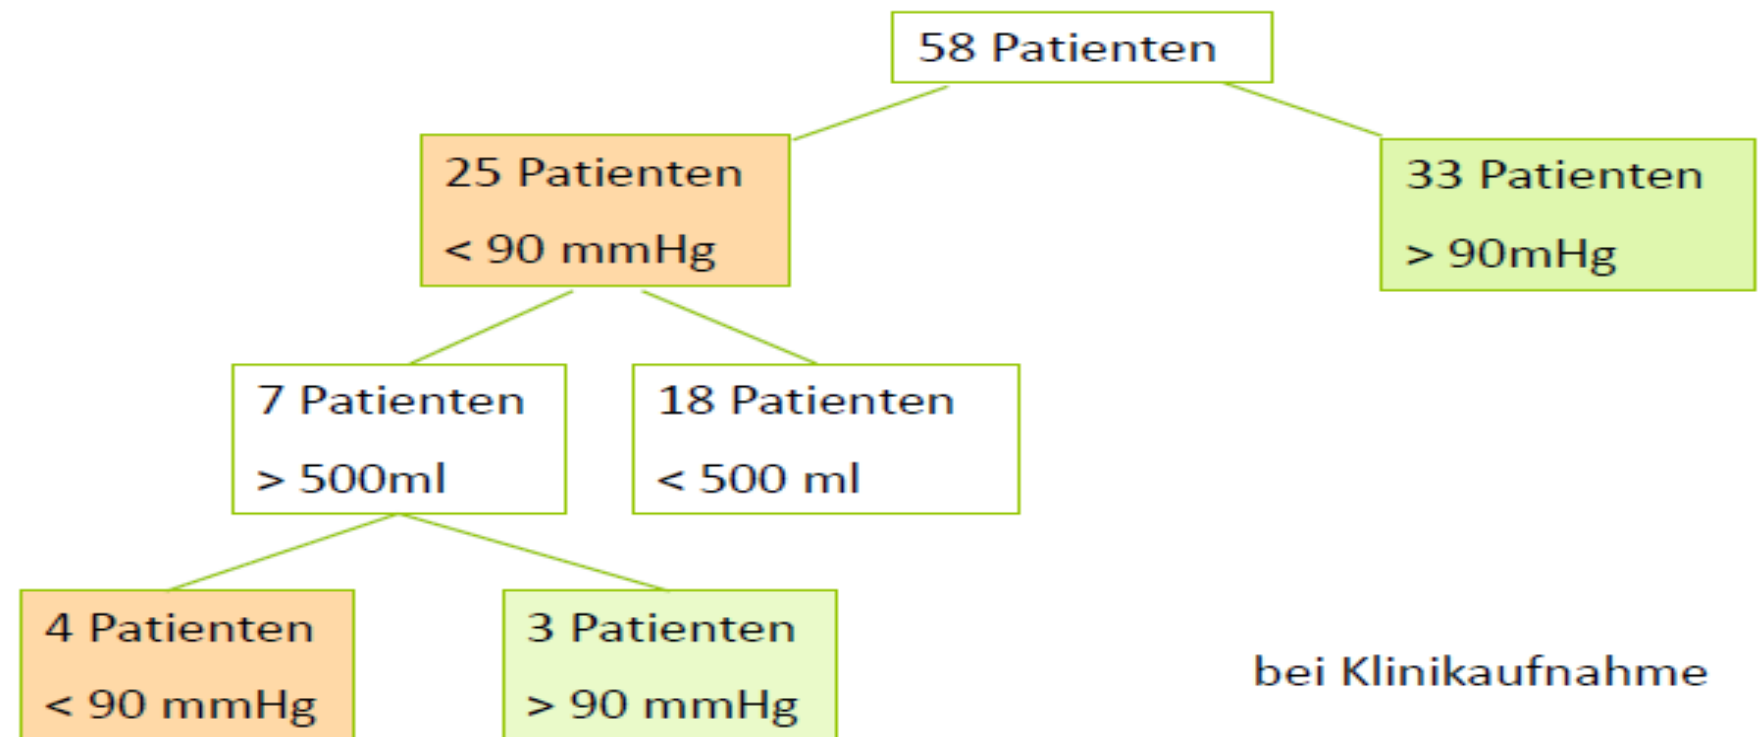 58 Patienten
25 Patienten
< 90 mmHg
33 Patienten
> 90mHg
7 Patienten
> 500ml
18 Patienten
< 500 ml
4 Patienten
< 90 mmHg
3 Patienten
> 90 mmHg
bei Klinikaufnahme